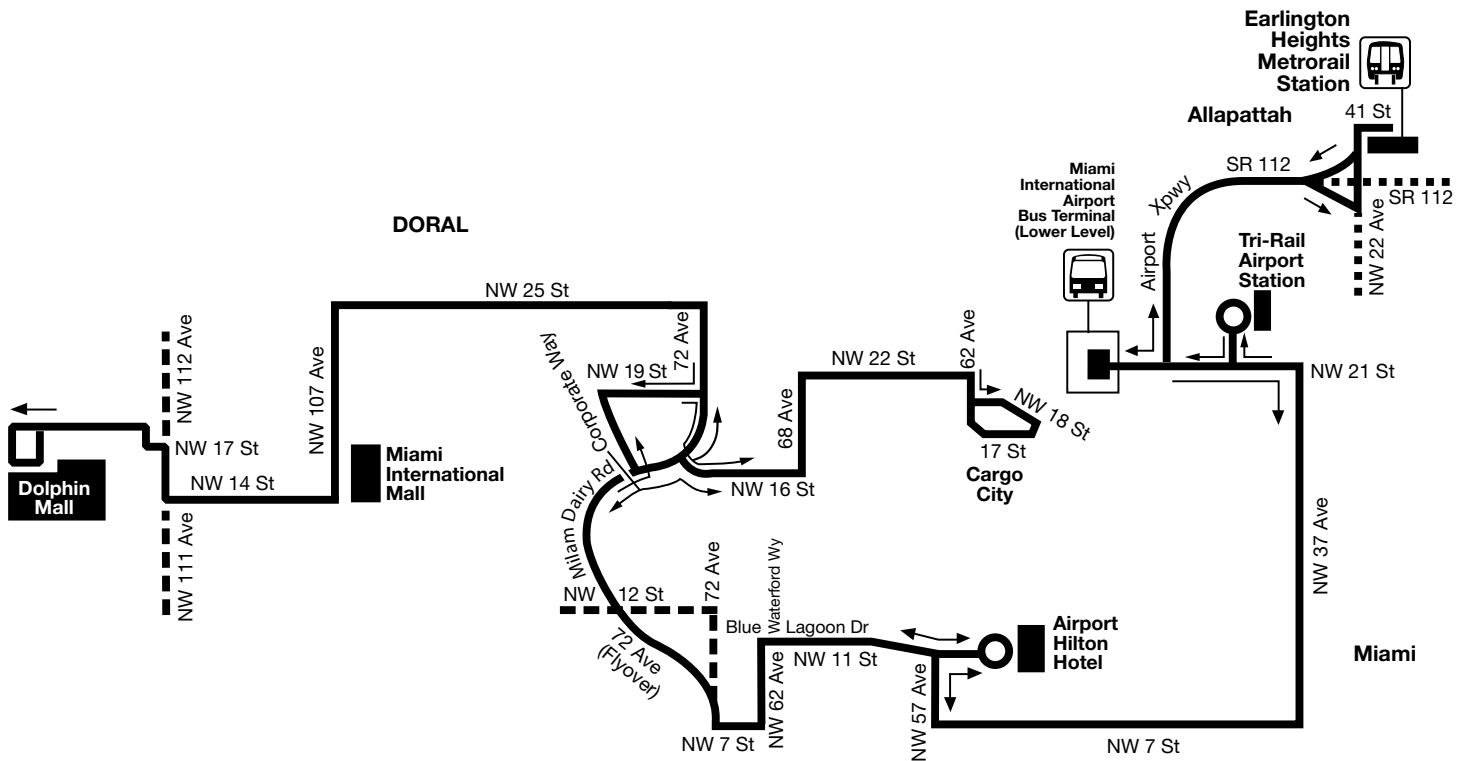 Earlington
Heights
Metrorail
Station
Allapattah
41 St
SR 112
SR 112
Xpwy
Airport
NW 22 Ave
Miami
International
Airport
Bus Terminal
(Lower Level)
Tri-Rail
Airport
Station
DORAL
NW 25 St
NW 112 Ave
NW 107 Ave
72 Ave
Corporate Way
NW 19 St
NW 22 St
62 Ave
NW 21 St
NW 18 St
68 Ave
NW 17 St
17 St
Cargo
City
Miami
International
Mall
NW 14 St
Dolphin
Mall
NW 16 St
NW 111 Ave
Milam Dairy Rd
NW 37 Ave
72 Ave
Waterford Wy
NW 12 St
Blue Lagoon Dr
NW 11 St
Airport
Hilton
Hotel
Miami
72 Ave
(Flyover)
NW 62 Ave
NW 57 Ave
NW 7 St
NW 7 St